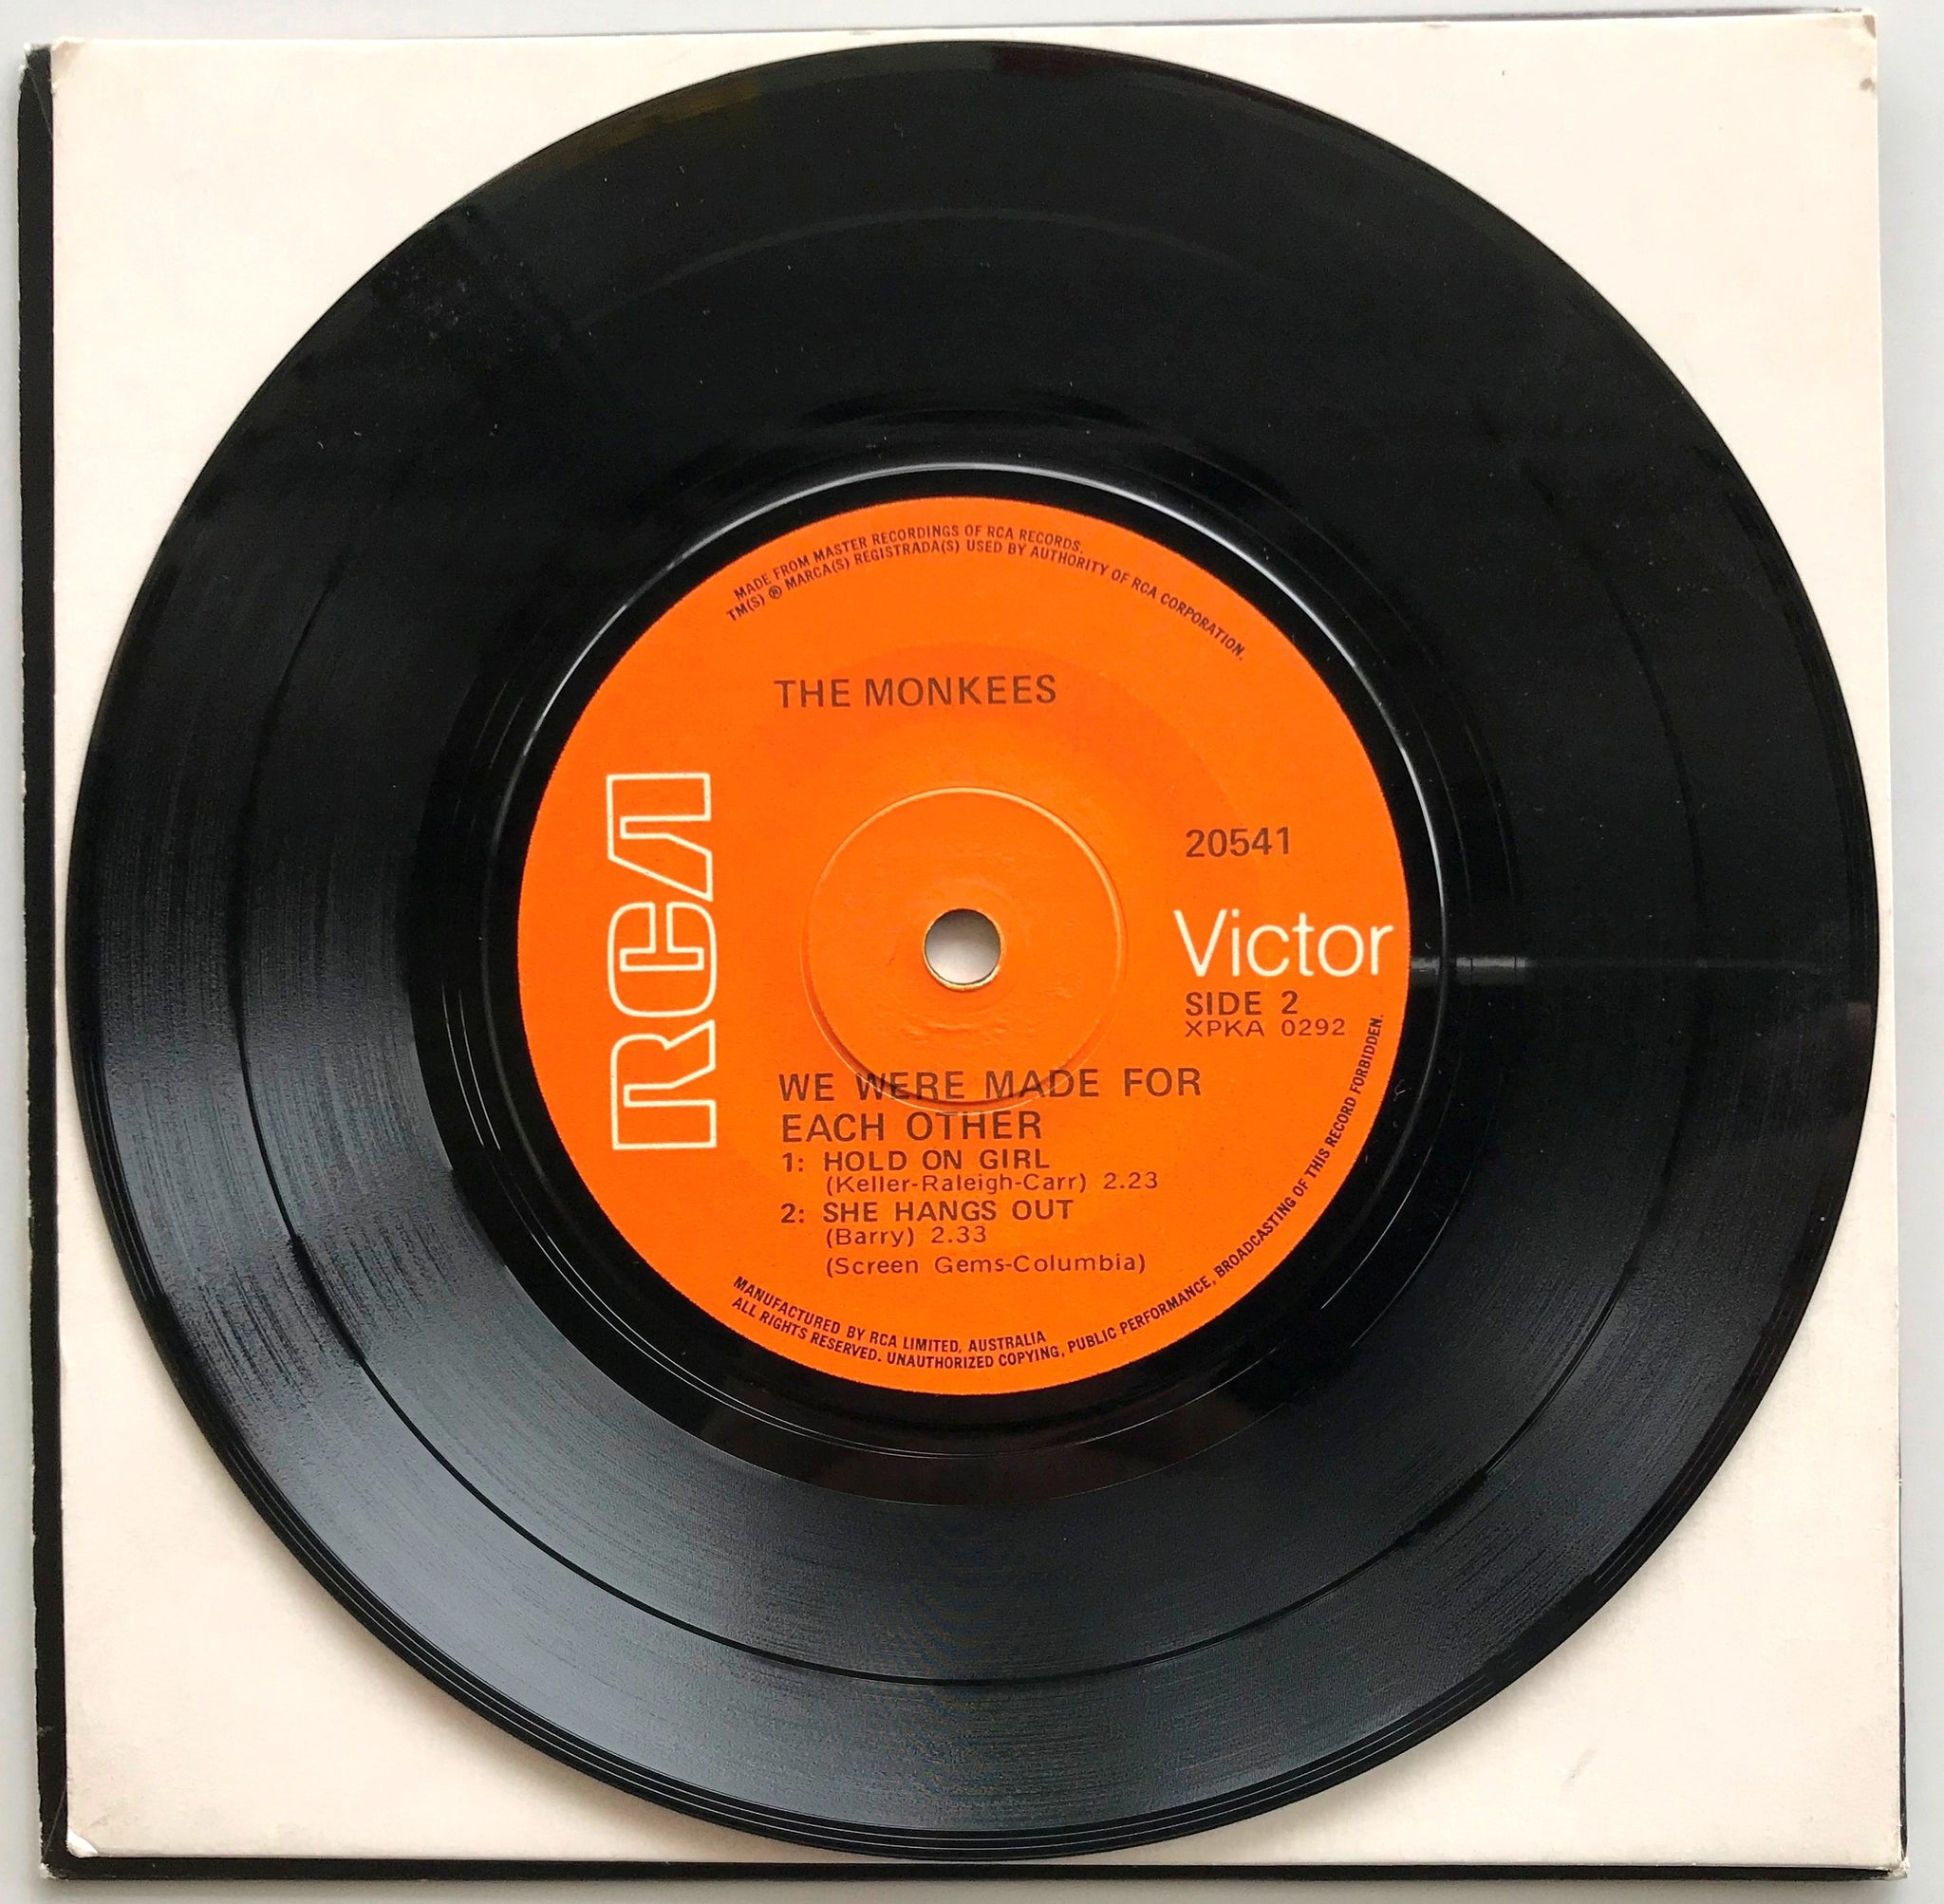 MADE FROM MASTER RECORDINGS OF RCA RECORDS.
TM(S) ® MARCA(S) REGISTRADA(S) USED BY AUTHORITY OF RCA CORPORATION.
THE MONKEES
RCA
20541
Victor
SIDE 2
XPKA 0292
WE WERE MADE FOR
EACH OTHER
1: HOLD ON GIRL
(Keller-Raleigh-Carr) 2.23
2: SHE HANGS OUT
(Barry) 2.33
(Screen Gems-Columbia)
MANUFACTURED BY RCA LIMITED, AUSTRALIA
ALL RIGHTS RESERVED. UNAUTHORIZED COPYING, PUBLIC PERFORMANCE, BROADCASTING OF THIS RECORD FORBIDDEN.